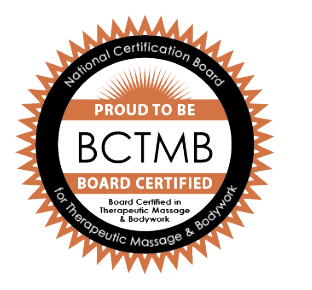 National Certification Board
PROUD TO BE
BCTMB
BOARD CERTIFIED
Board Certified in
Therapeutic Massage
& Bodywork
for Therapeutic Massage & Bodywork